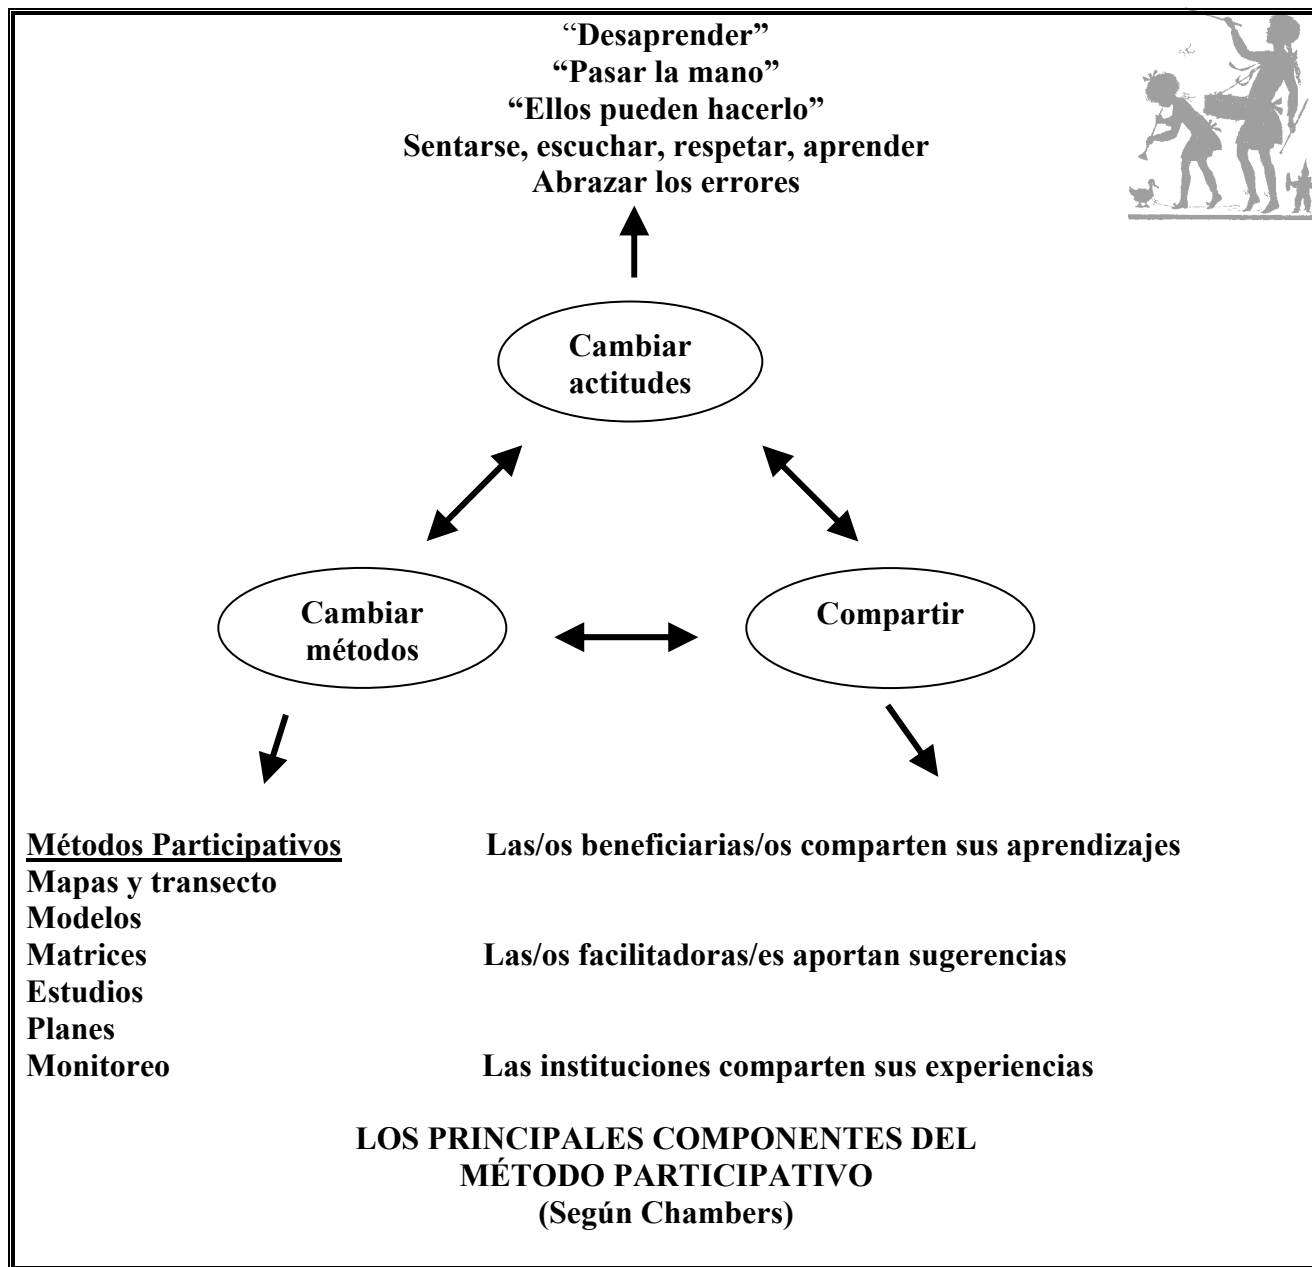 “Desaprender”
“Pasar la mano”
“Ellos pueden hacerlo”
Sentarse, escuchar, respetar, aprender
Abrazar los errores
Cambiar
actitudes
Cambiar
métodos
Compartir
Métodos Participativos
Mapas y transecto
Modelos
Matrices
Estudios
Planes
Monitoreo
Las/os beneficiarias/os comparten sus aprendizajes
Las/os facilitadoras/es aportan sugerencias
Las instituciones comparten sus experiencias
LOS PRINCIPALES COMPONENTES DEL
MÉTODO PARTICIPATIVO
(Según Chambers)